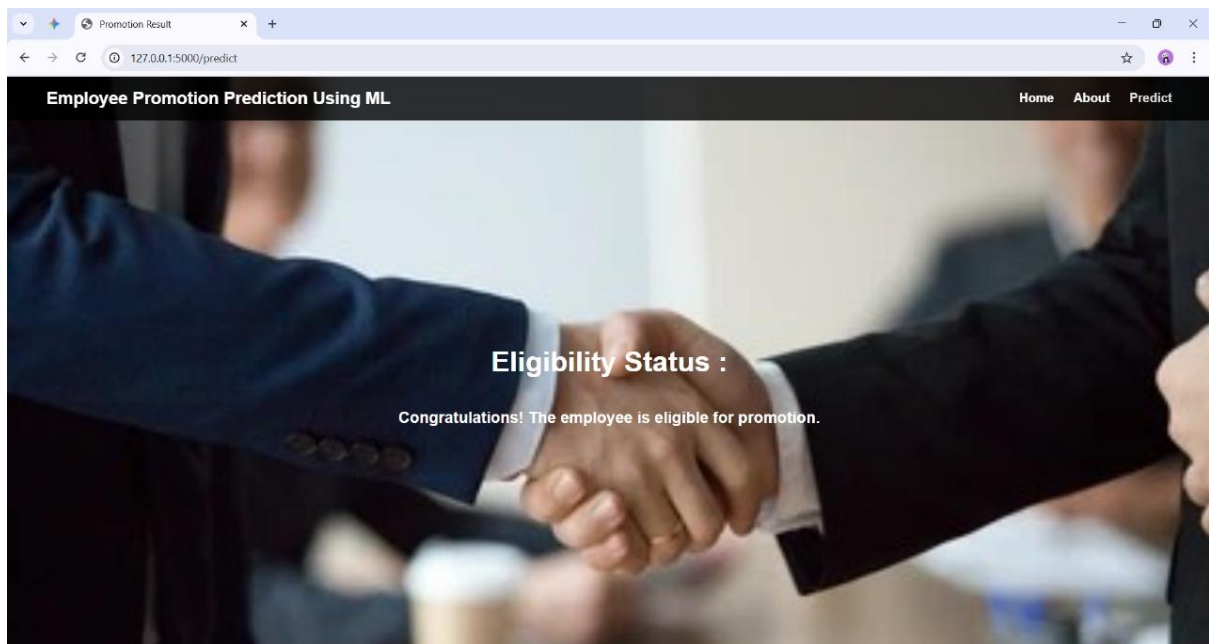 Promotion Result
127.0.0.1:5000/predict
Employee Promotion Prediction Using ML
Home About Predict
Eligibility Status :
Congratulations! The employee is eligible for promotion.